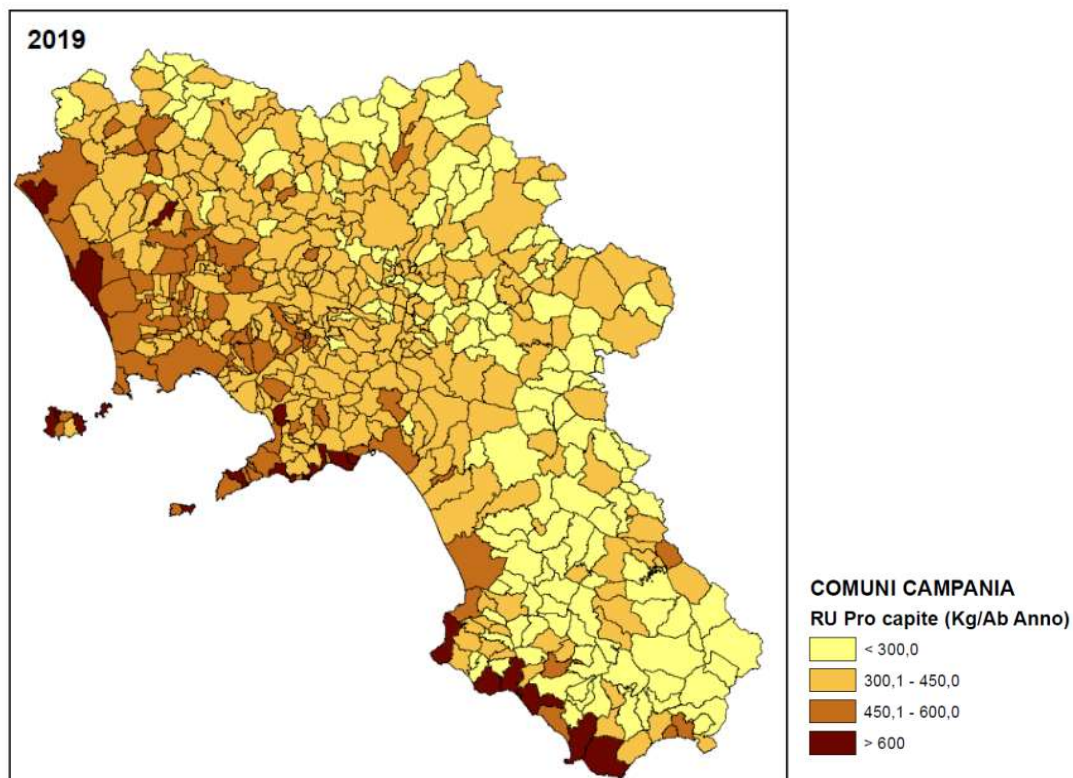 2019
COMUNI CAMPANIA
RU Pro capite (Kg/Ab Anno)
< 300,0
300,1 - 450,0
450,1 - 600,0
> 600